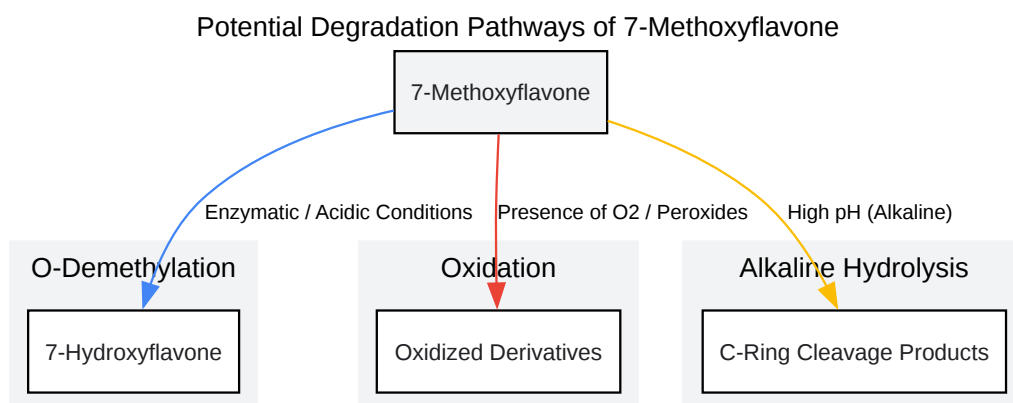 Potential Degradation Pathways of 7-Methoxyflavone
7-Methoxyflavone
Enzymatic / Acidic Conditions
Presence of O2 / Peroxides
High pH (Alkaline)
O-Demethylation
Oxidation
Alkaline Hydrolysis
7-Hydroxyflavone
Oxidized Derivatives
C-Ring Cleavage Products